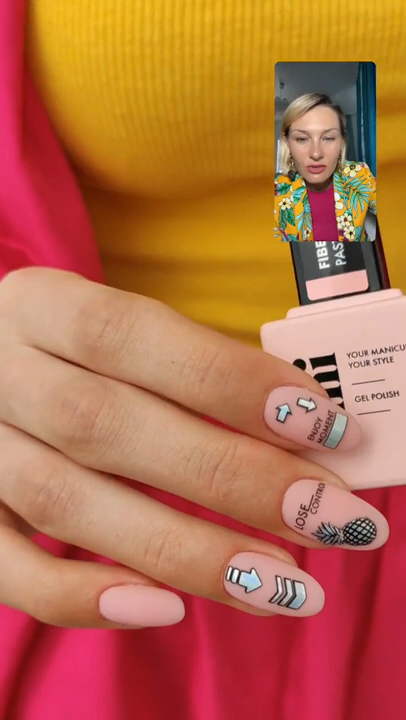 FIBE
PAS
YOUR MANICU
YOUR STYLE
GEL POLISH
ENJOY
MOMENT
LOSE
CONTROL